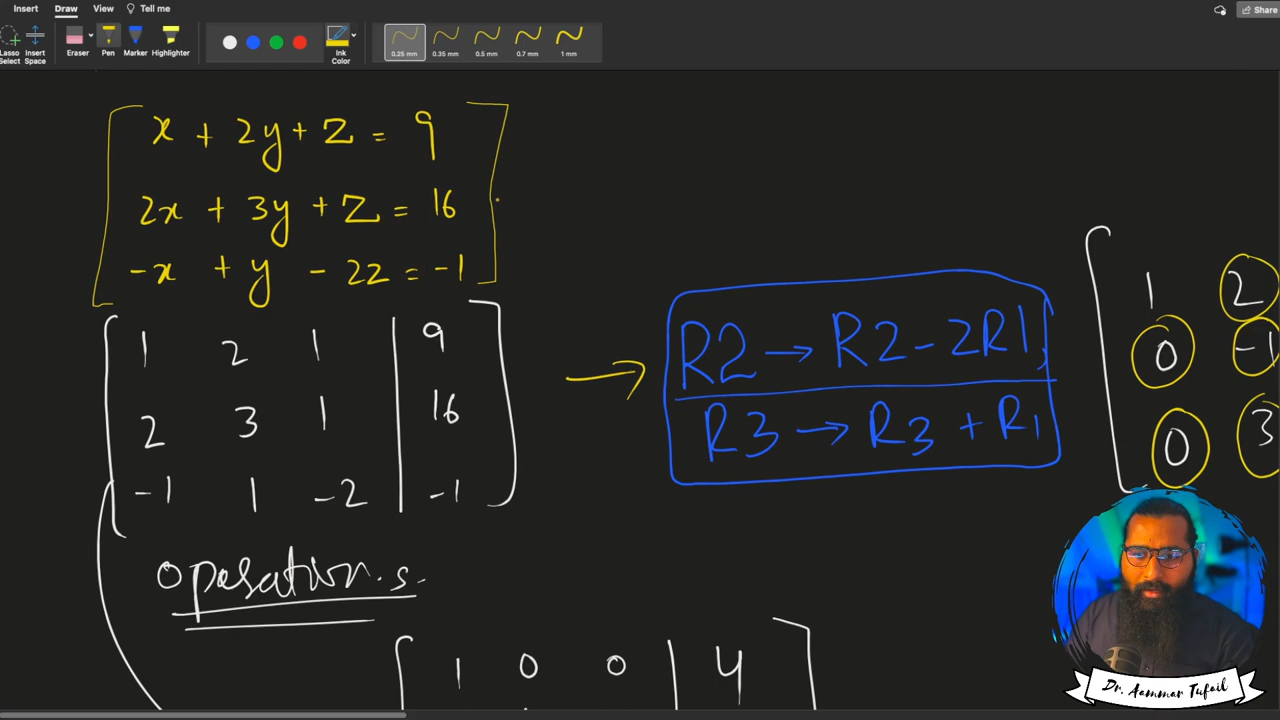 Insert Draw View Tell me Share
Lasso Select Insert Space Eraser Pen Marker Highlighter Ink Color 0.25 mm 0.35 mm 0.5 mm 0.7 mm 1 mm
x + 2y + z = 9
2x + 3y + z = 16
-x + y - 2z = -1
1 2 1 | 9
2 3 1 | 16
-1 1 -2 | -1
R2 → R2 - 2R1,
R3 → R3 + R1
1 2
0 -1
0 3
operation.s.
1 0 0 | 4
Dr. Aammar Tufail